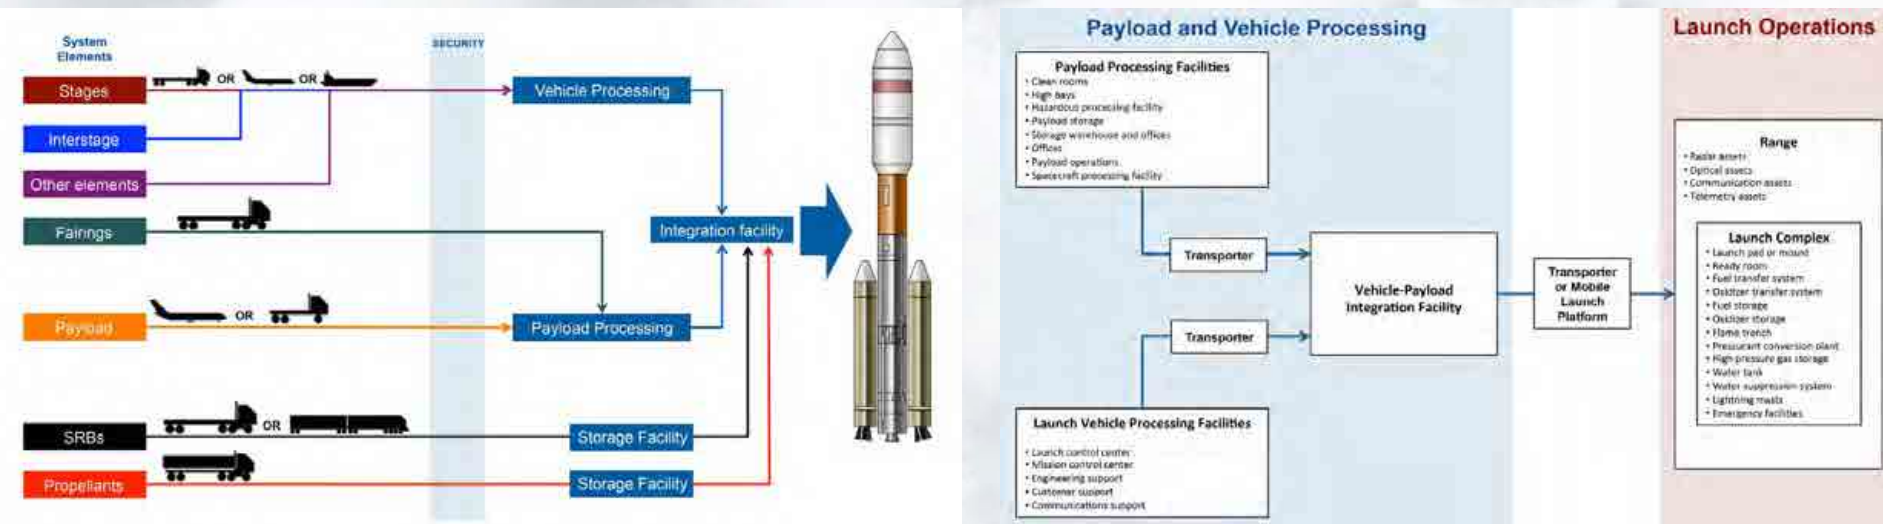 System
Elements
SECURITY
Stages
OR
OR
Vehicle Processing
Interstage
Other elements
Fairings
Integration facility
Payload
OR
Payload Processing
SRBs
OR
Storage Facility
Propellants
Storage Facility
Payload and Vehicle Processing
Launch Operations
Payload Processing Facilities
• Clean rooms
• High bays
• Hazardous processing facility
• Payload storage
• Storage warehouse and offices
• Offices
• Payload operations
• Spacecraft processing facility
Transporter
Vehicle-Payload
Integration Facility
Transporter
Transporter
or Mobile
Launch
Platform
Launch Vehicle Processing Facilities
• Launch control center
• Mission control center
• Engineering support
• Customer support
• Communications support
Range
• Radar assets
• Optical assets
• Communication assets
• Telemetry assets
Launch Complex
• Launch pad or mound
• Ready room
• Fuel transfer system
• Oxidizer transfer system
• Fuel storage
• Oxidizer storage
• Flame trench
• Pressurant conversion plant
• High pressure gas storage
• Water tank
• Water suppression system
• Lightning masts
• Emergency facilities